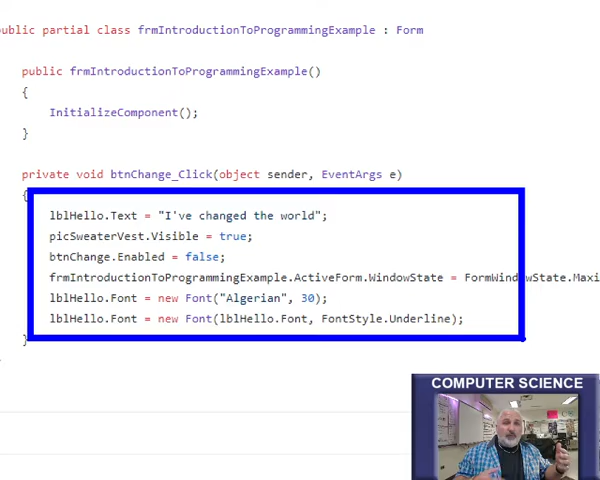 public partial class frmIntroductionToProgrammingExample : Form
public frmIntroductionToProgrammingExample()
{
InitializeComponent();
}
private void btnChange_Click(object sender, EventArgs e)
{
lblHello.Text = "I've changed the world";
picSweaterVest.Visible = true;
btnChange.Enabled = false;
frmIntroductionToProgrammingExample.ActiveForm.WindowState = FormWindowState.Maxi
lblHello.Font = new Font("Algerian", 30);
lblHello.Font = new Font(lblHello.Font, FontStyle.Underline);
}
COMPUTER SCIENCE